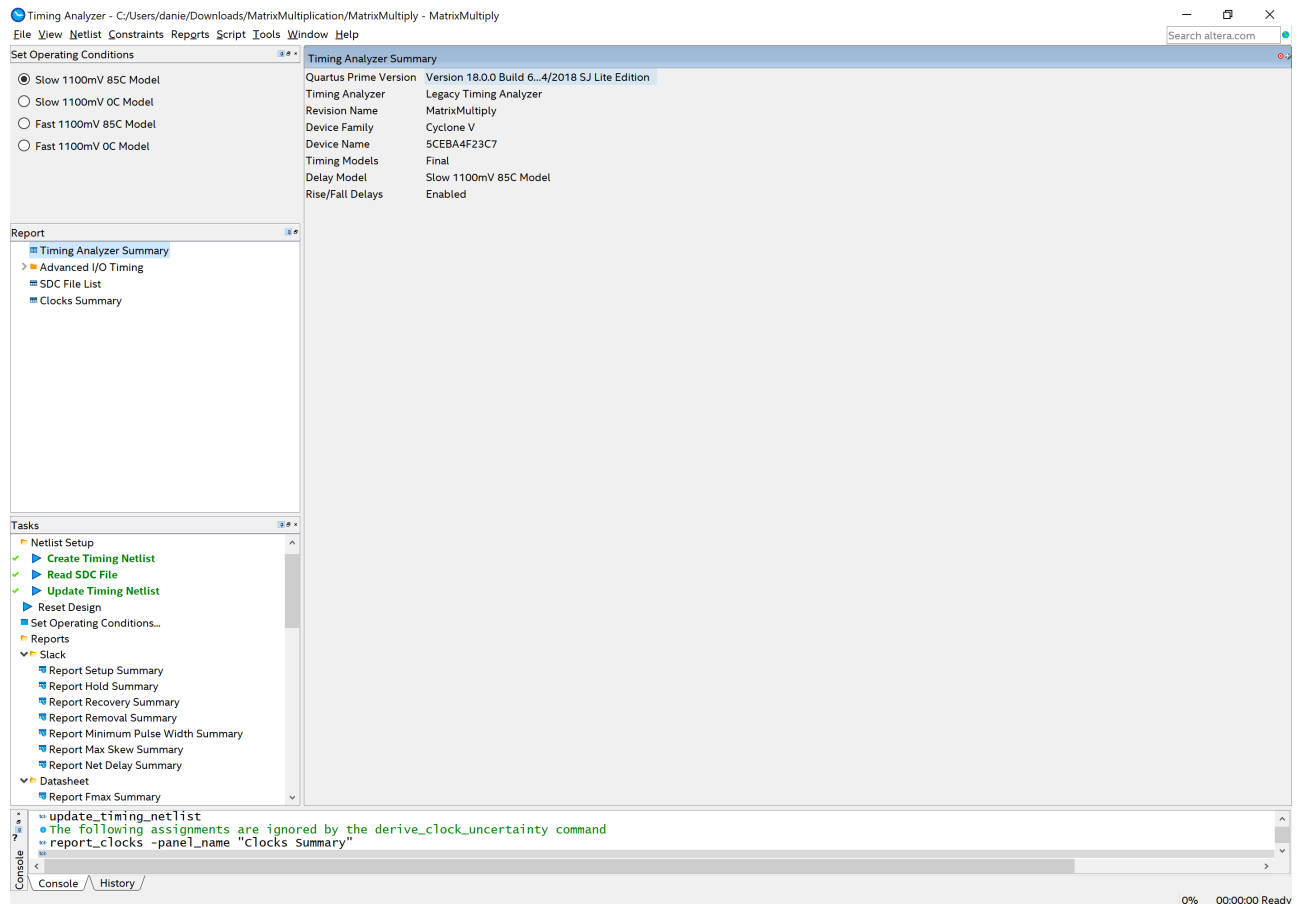 Timing Analyzer - C:/Users/danie/Downloads/MatrixMultiplication/MatrixMultiply - MatrixMultiply
File View Netlist Constraints Reports Script Tools Window Help
Search altera.com
Set Operating Conditions
Slow 1100mV 85C Model
Slow 1100mV 0C Model
Fast 1100mV 85C Model
Fast 1100mV 0C Model
Report
Timing Analyzer Summary
Advanced I/O Timing
SDC File List
Clocks Summary
Tasks
Netlist Setup
Create Timing Netlist
Read SDC File
Update Timing Netlist
Reset Design
Set Operating Conditions...
Reports
Slack
Report Setup Summary
Report Hold Summary
Report Recovery Summary
Report Removal Summary
Report Minimum Pulse Width Summary
Report Max Skew Summary
Report Net Delay Summary
Datasheet
Report Fmax Summary
Timing Analyzer Summary
Quartus Prime Version Version 18.0.0 Build 6...4/2018 SJ Lite Edition
Timing Analyzer Legacy Timing Analyzer
Revision Name MatrixMultiply
Device Family Cyclone V
Device Name 5CEBA4F23C7
Timing Models Final
Delay Model Slow 1100mV 85C Model
Rise/Fall Delays Enabled
update_timing_netlist
The following assignments are ignored by the derive_clock_uncertainty command
report_clocks -panel_name "Clocks Summary"
Console
Console History
0% 00:00:00 Ready